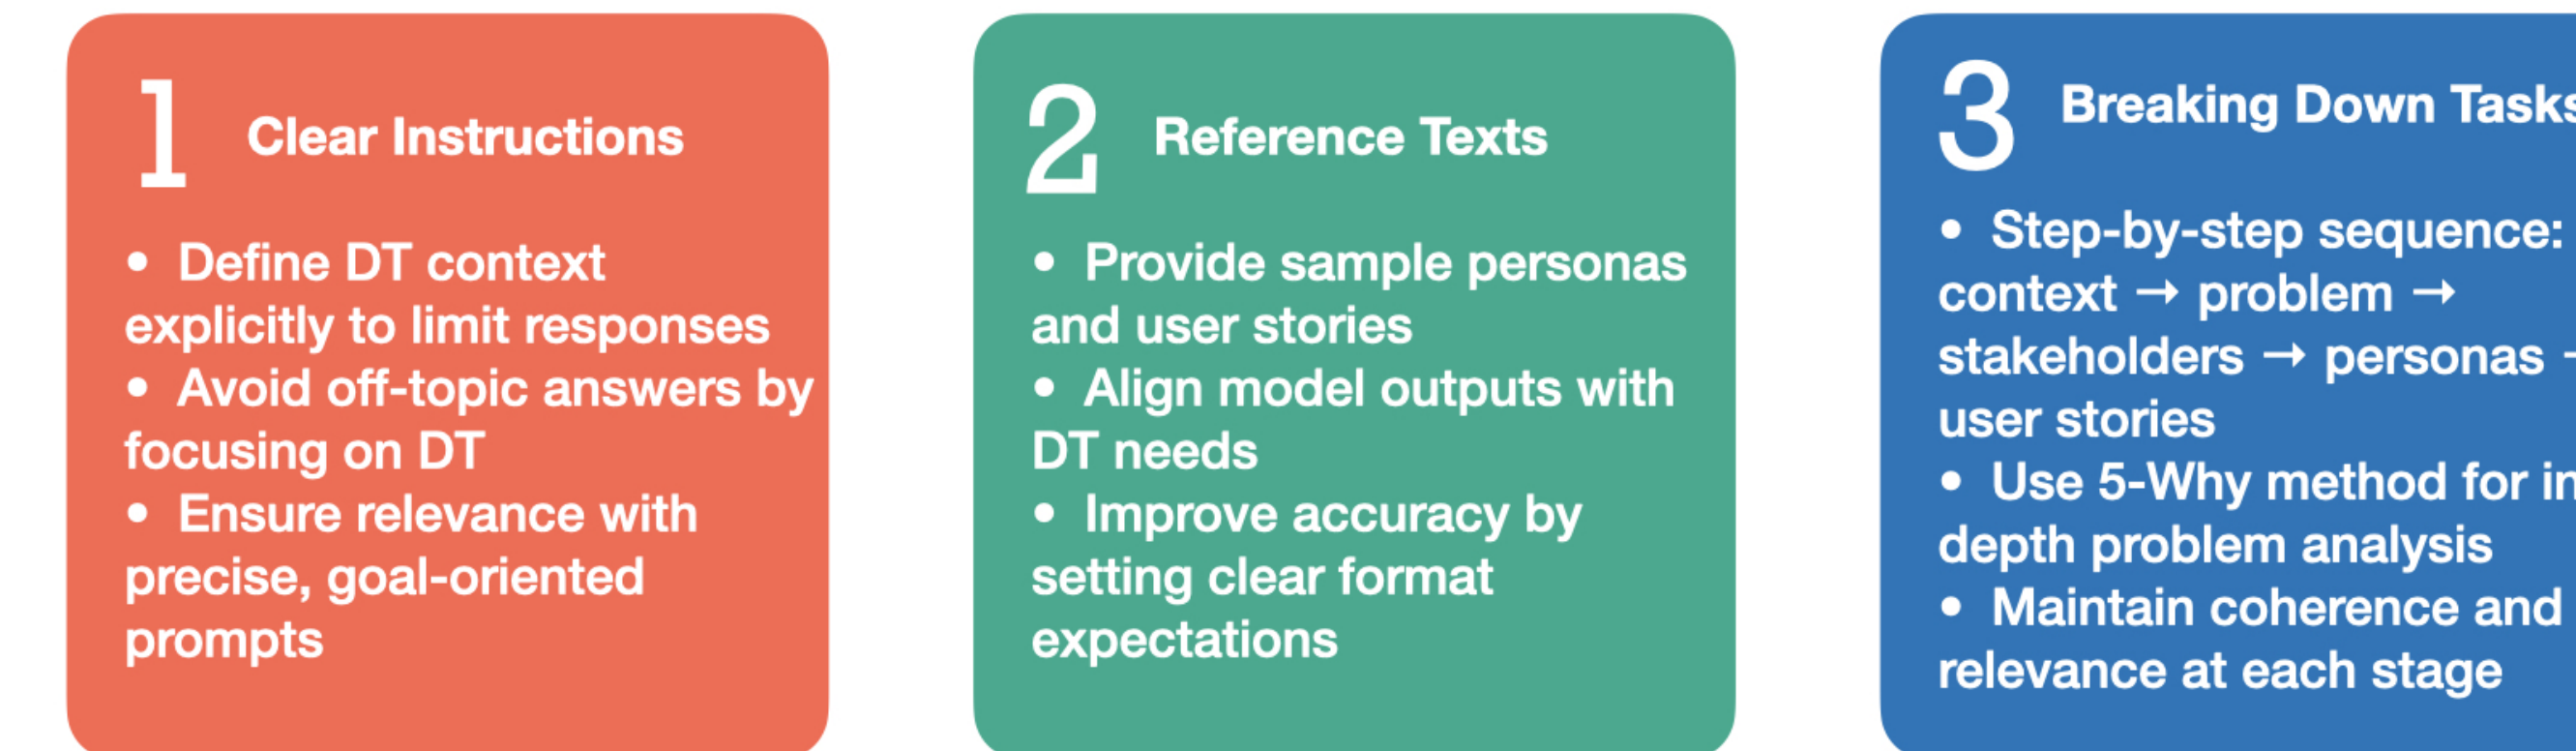 1 Clear Instructions
• Define DT context
explicitly to limit responses
• Avoid off-topic answers by
focusing on DT
• Ensure relevance with
precise, goal-oriented
prompts
2 Reference Texts
• Provide sample personas
and user stories
• Align model outputs with
DT needs
• Improve accuracy by
setting clear format
expectations
3 Breaking Down Tasks
• Step-by-step sequence:
context → problem →
stakeholders → personas
user stories
• Use 5-Why method for in
depth problem analysis
• Maintain coherence and
relevance at each stage